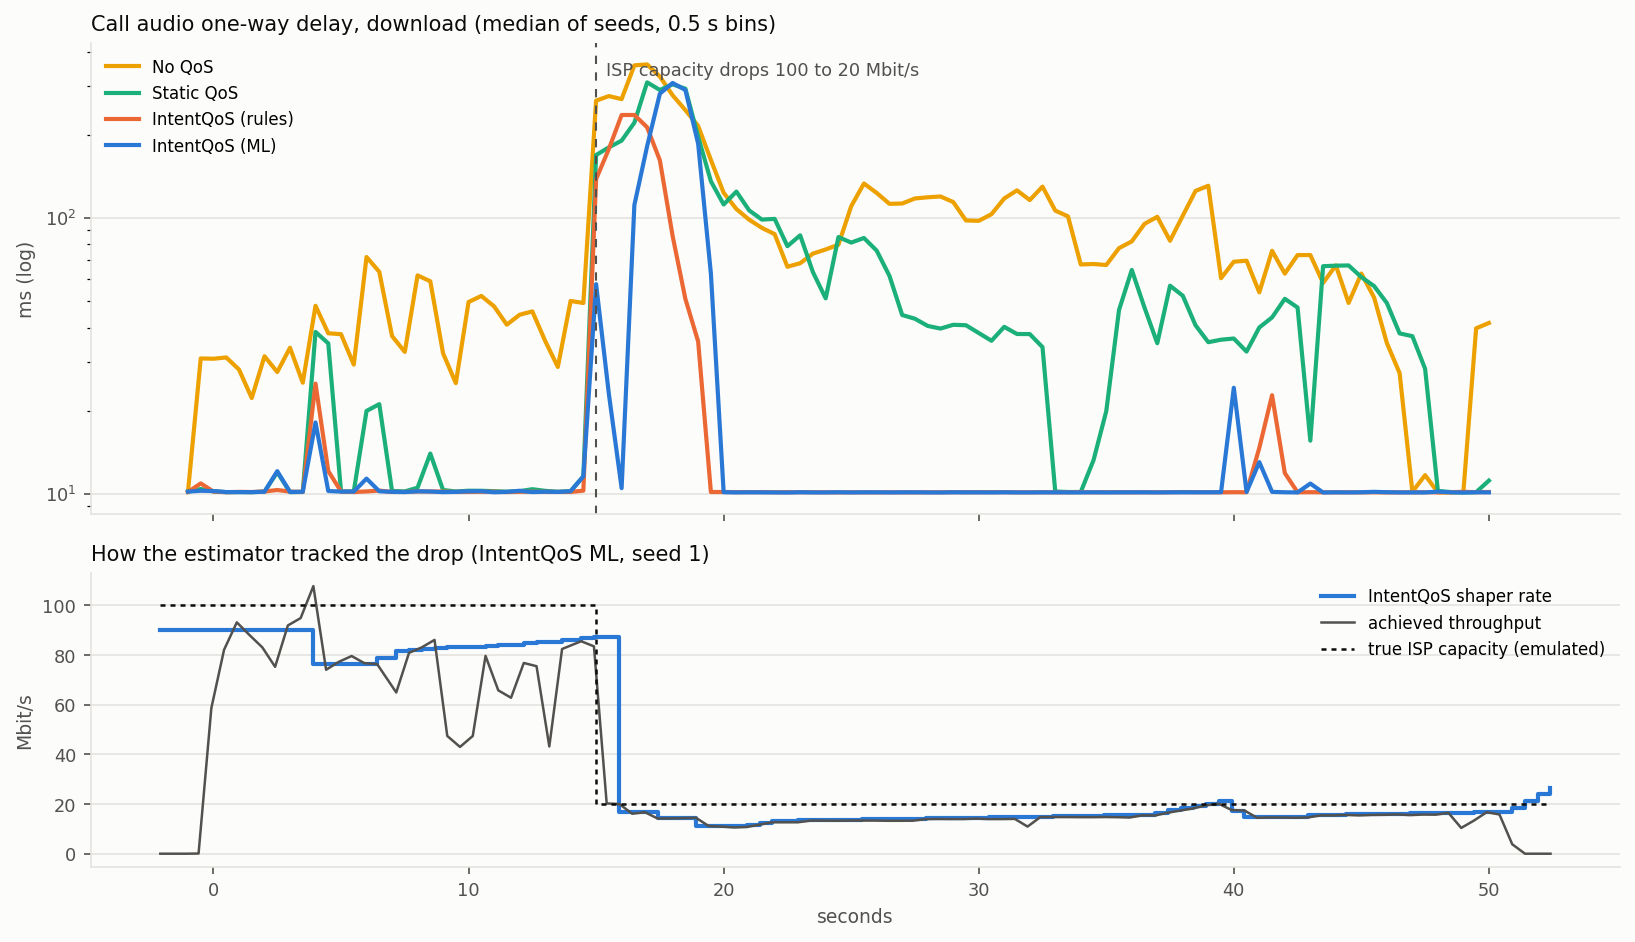 Call audio one-way delay, download (median of seeds, 0.5 s bins)
No QoS
Static QoS
IntentQoS (rules)
IntentQoS (ML)
ISP capacity drops 100 to 20 Mbit/s
ms (log)
10²
10¹
How the estimator tracked the drop (IntentQoS ML, seed 1)
IntentQoS shaper rate
achieved throughput
true ISP capacity (emulated)
Mbit/s
100
80
60
40
20
0
0 10 20 30 40 50
seconds